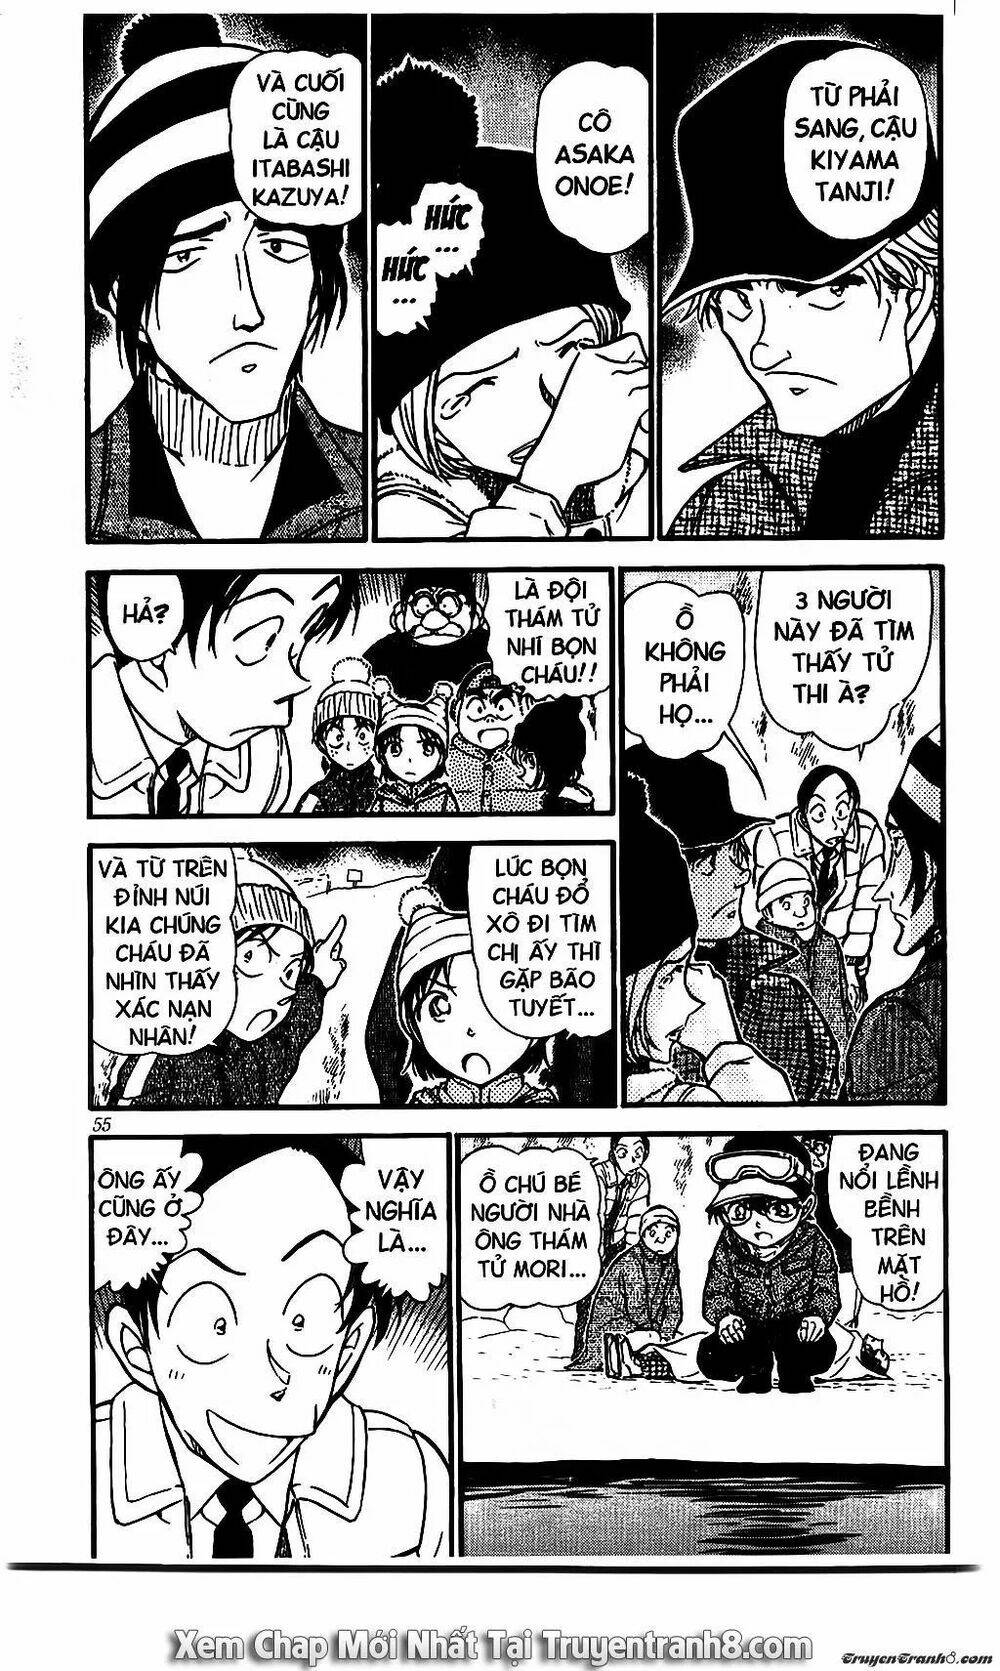 TỪ PHẢI
SANG, CẬU
KIYAMA
TANJI!
CÔ
ASAKA
ONOE!
HỨC
...
HỨC
...
VÀ CUỐI
CÙNG
LÀ CẬU
ITABASHI
KAZUYA!
3 NGƯỜI
NÀY ĐÃ TÌM
THẤY TỬ
THI À?
Ồ
KHÔNG
PHẢI
HỌ...
LÀ ĐỘI
THÁM TỬ
NHÍ BỌN
CHÁU!!
HẢ?
LÚC BỌN
CHÁU ĐỔ
XÔ ĐI TÌM
CHỊ ẤY THÌ
GẶP BÃO
TUYẾT...
VÀ TỪ TRÊN
ĐỈNH NÚI
KIA CHÚNG
CHÁU ĐÃ
NHÌN THẤY
XÁC NẠN
NHÂN!
55
ĐANG
NỔI LỀNH
BỀNH
TRÊN
MẶT
HỒ!
Ồ CHÚ BÉ
NGƯỜI NHÀ
ÔNG THÁM
TỬ MORI...
VẬY
NGHĨA
LÀ...
ÔNG ẤY
CŨNG Ở
ĐÂY...
Xem Chap Mới Nhất Tại Truyentranh8.com
TruyenTranh8.com